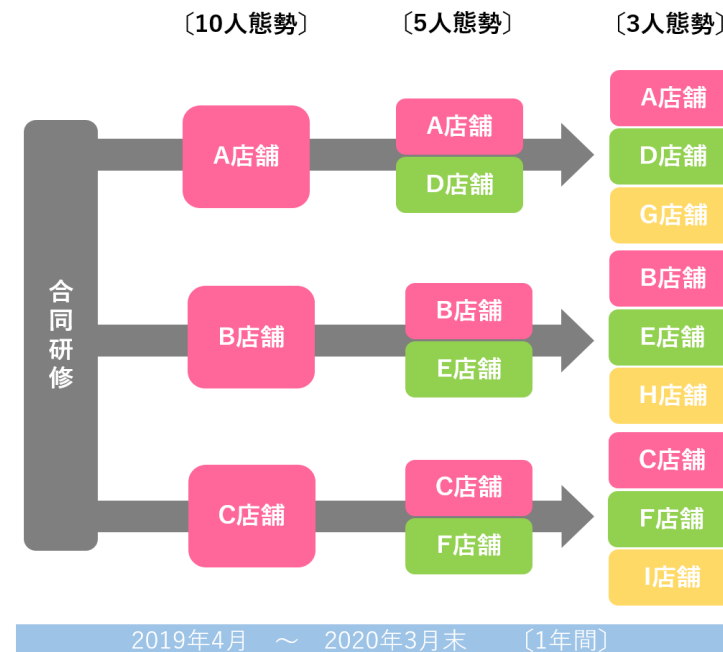 〔10人態勢〕
〔5人態勢〕
〔3人態勢〕
合同研修
A店舗
A店舗
D店舗
A店舗
D店舗
G店舗
B店舗
B店舗
E店舗
B店舗
E店舗
H店舗
C店舗
C店舗
F店舗
C店舗
F店舗
I店舗
2019年4月　～　2020年3月末　〔1年間〕